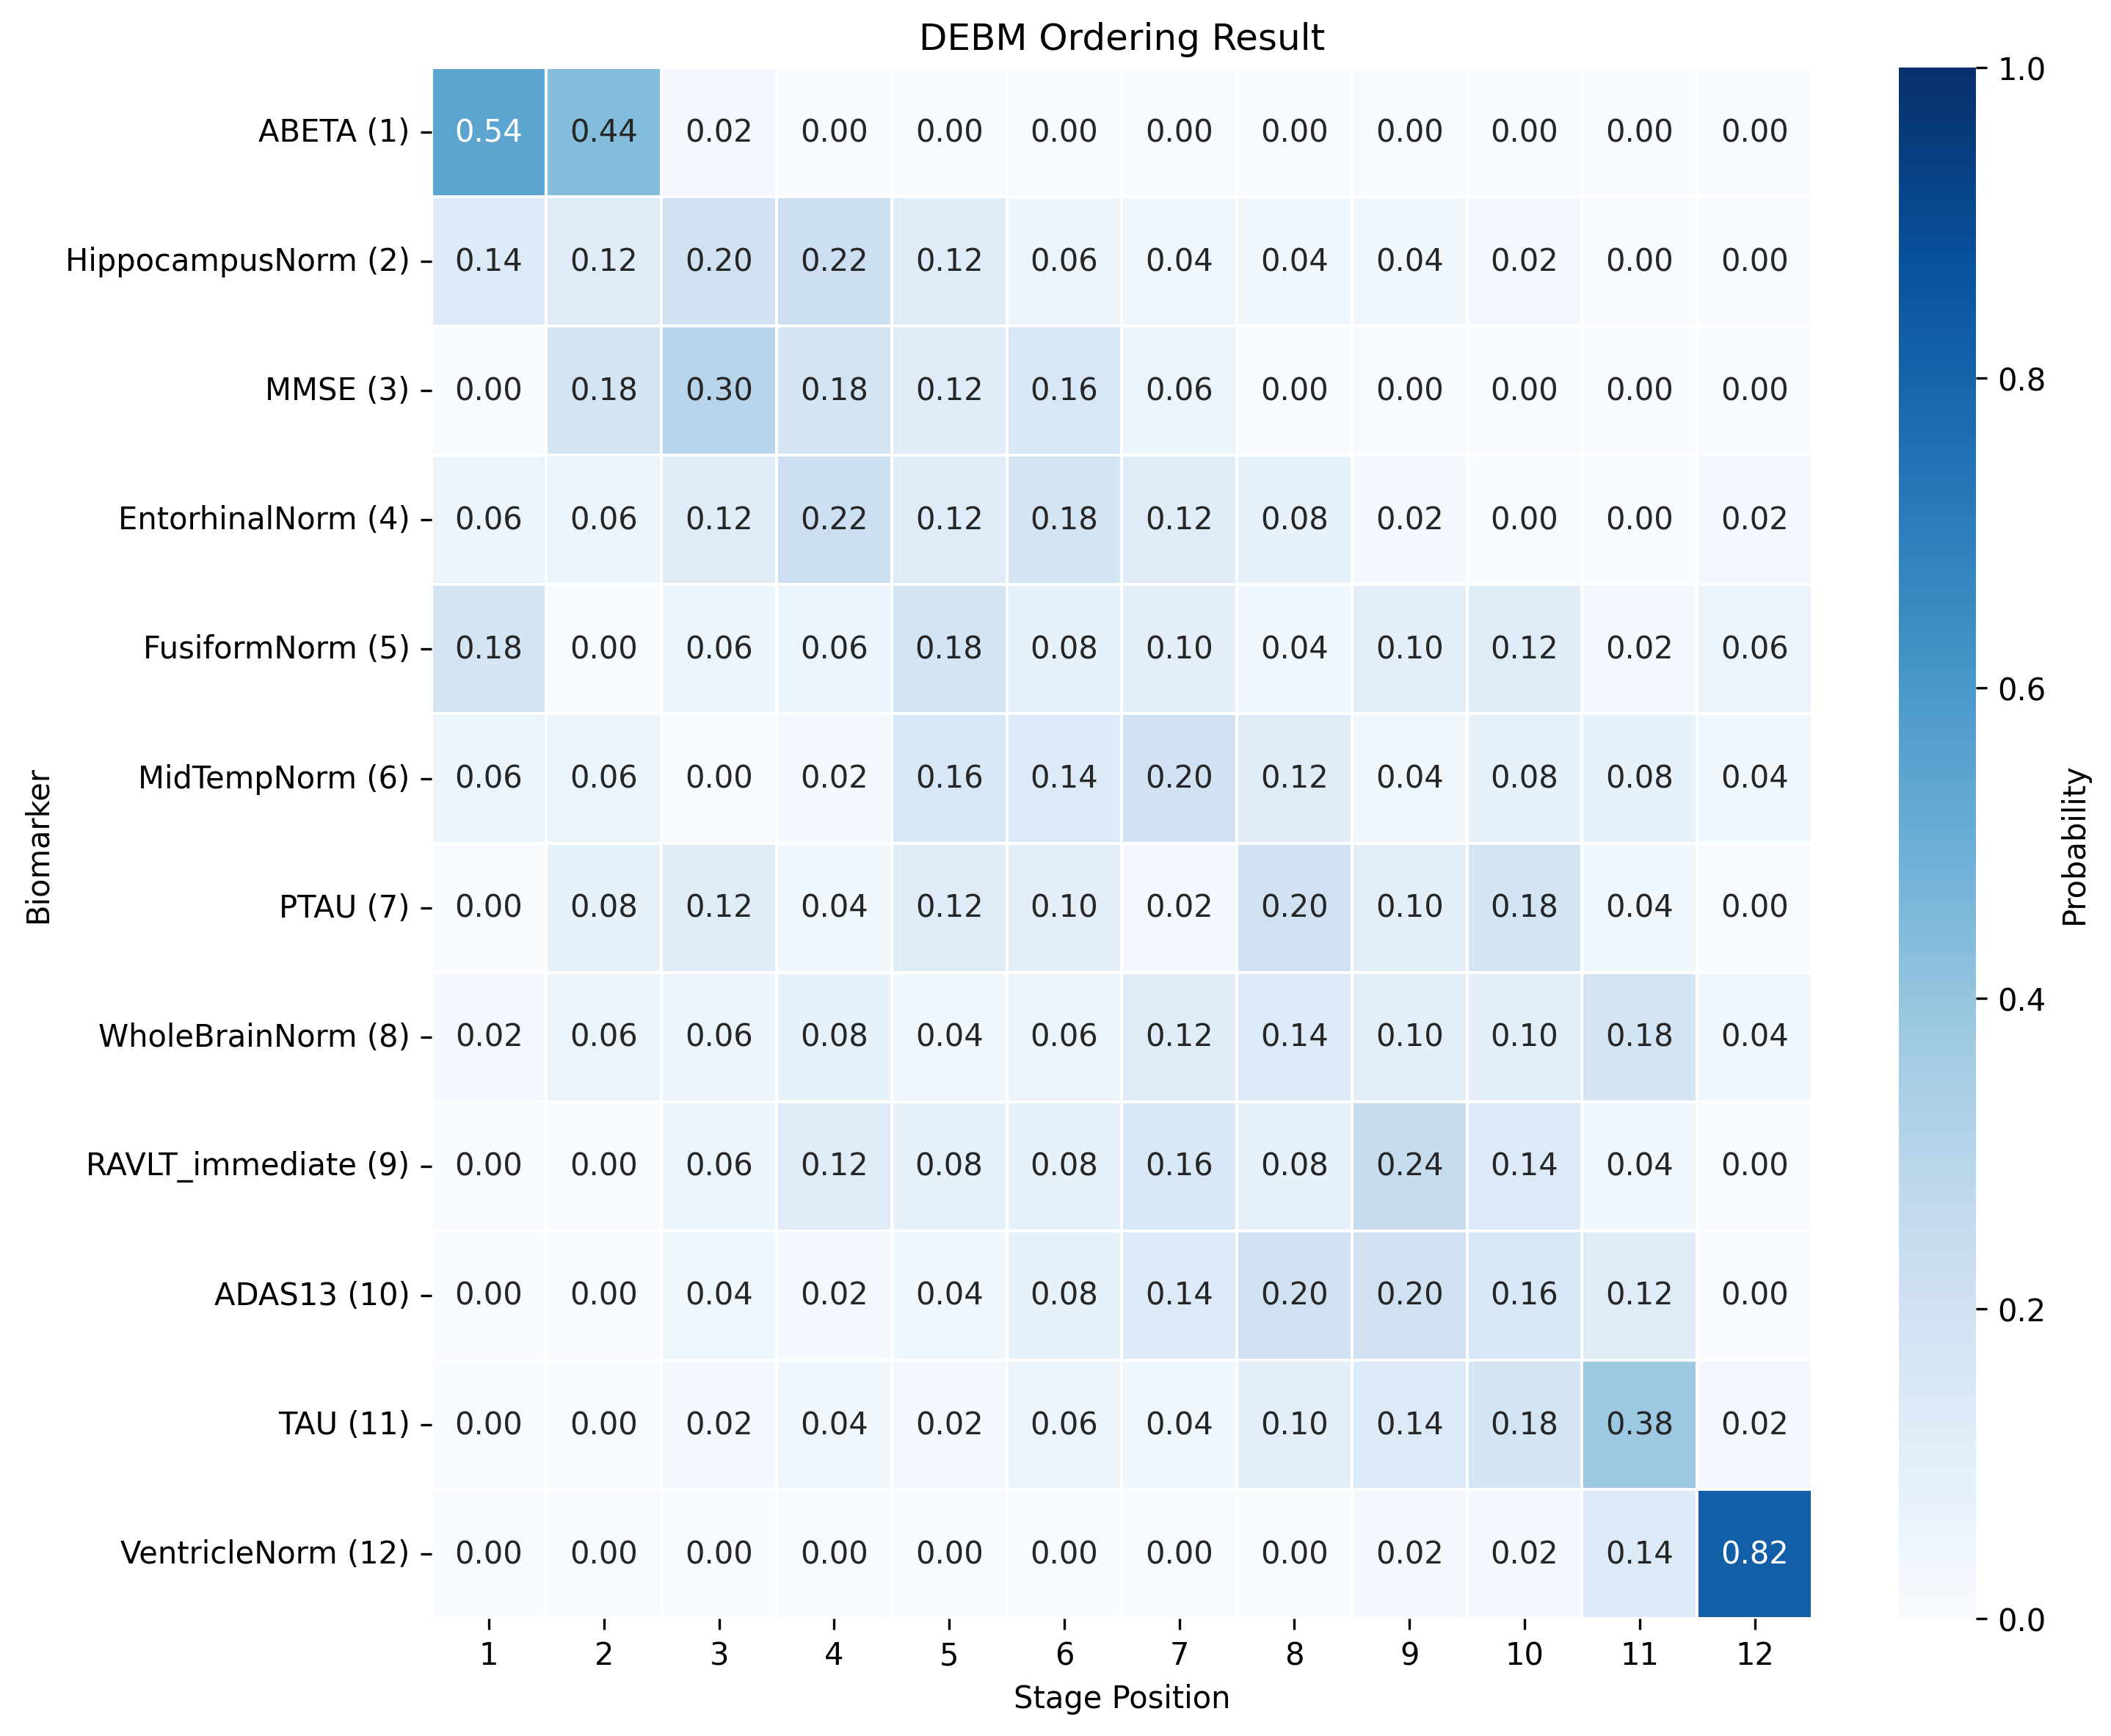 DEBM Ordering Result
ABETA (1) 0.54 0.44 0.02 0.00 0.00 0.00 0.00 0.00 0.00 0.00 0.00 0.00
HippocampusNorm (2) 0.14 0.12 0.20 0.22 0.12 0.06 0.04 0.04 0.04 0.02 0.00 0.00
MMSE (3) 0.00 0.18 0.30 0.18 0.12 0.16 0.06 0.00 0.00 0.00 0.00 0.00
EntorhinalNorm (4) 0.06 0.06 0.12 0.22 0.12 0.18 0.12 0.08 0.02 0.00 0.00 0.02
FusiformNorm (5) 0.18 0.00 0.06 0.06 0.18 0.08 0.10 0.04 0.10 0.12 0.02 0.06
MidTempNorm (6) 0.06 0.06 0.00 0.02 0.16 0.14 0.20 0.12 0.04 0.08 0.08 0.04
PTAU (7) 0.00 0.08 0.12 0.04 0.12 0.10 0.02 0.20 0.10 0.18 0.04 0.00
WholeBrainNorm (8) 0.02 0.06 0.06 0.08 0.04 0.06 0.12 0.14 0.10 0.10 0.18 0.04
RAVLT_immediate (9) 0.00 0.00 0.06 0.12 0.08 0.08 0.16 0.08 0.24 0.14 0.04 0.00
ADAS13 (10) 0.00 0.00 0.04 0.02 0.04 0.08 0.14 0.20 0.20 0.16 0.12 0.00
TAU (11) 0.00 0.00 0.02 0.04 0.02 0.06 0.04 0.10 0.14 0.18 0.38 0.02
VentricleNorm (12) 0.00 0.00 0.00 0.00 0.00 0.00 0.00 0.00 0.02 0.02 0.14 0.82
1 2 3 4 5 6 7 8 9 10 11 12
Stage Position
Biomarker
1.0
0.8
0.6
0.4
0.2
0.0
Probability